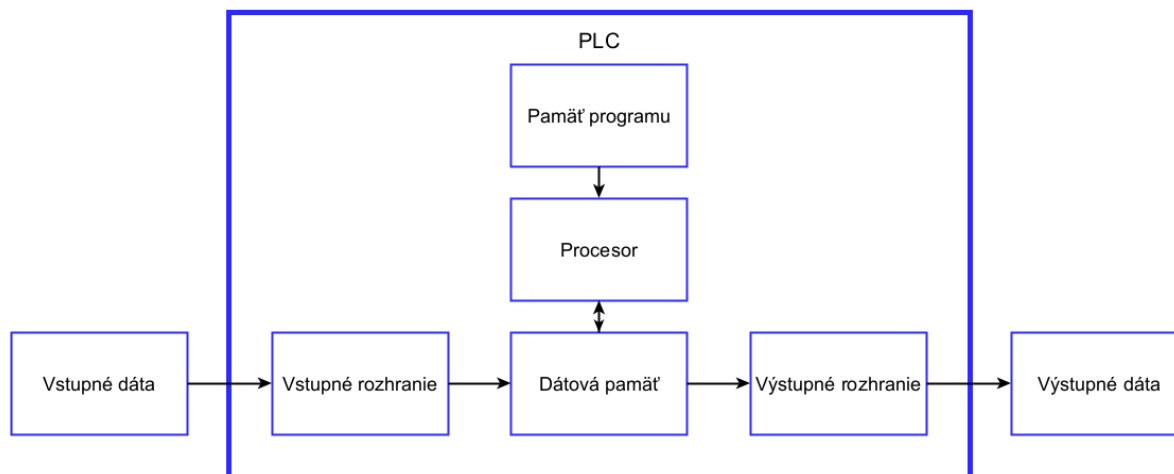 PLC
Pamäť programu
Procesor
Vstupné dáta
Vstupné rozhranie
Dátová pamäť
Výstupné rozhranie
Výstupné dáta